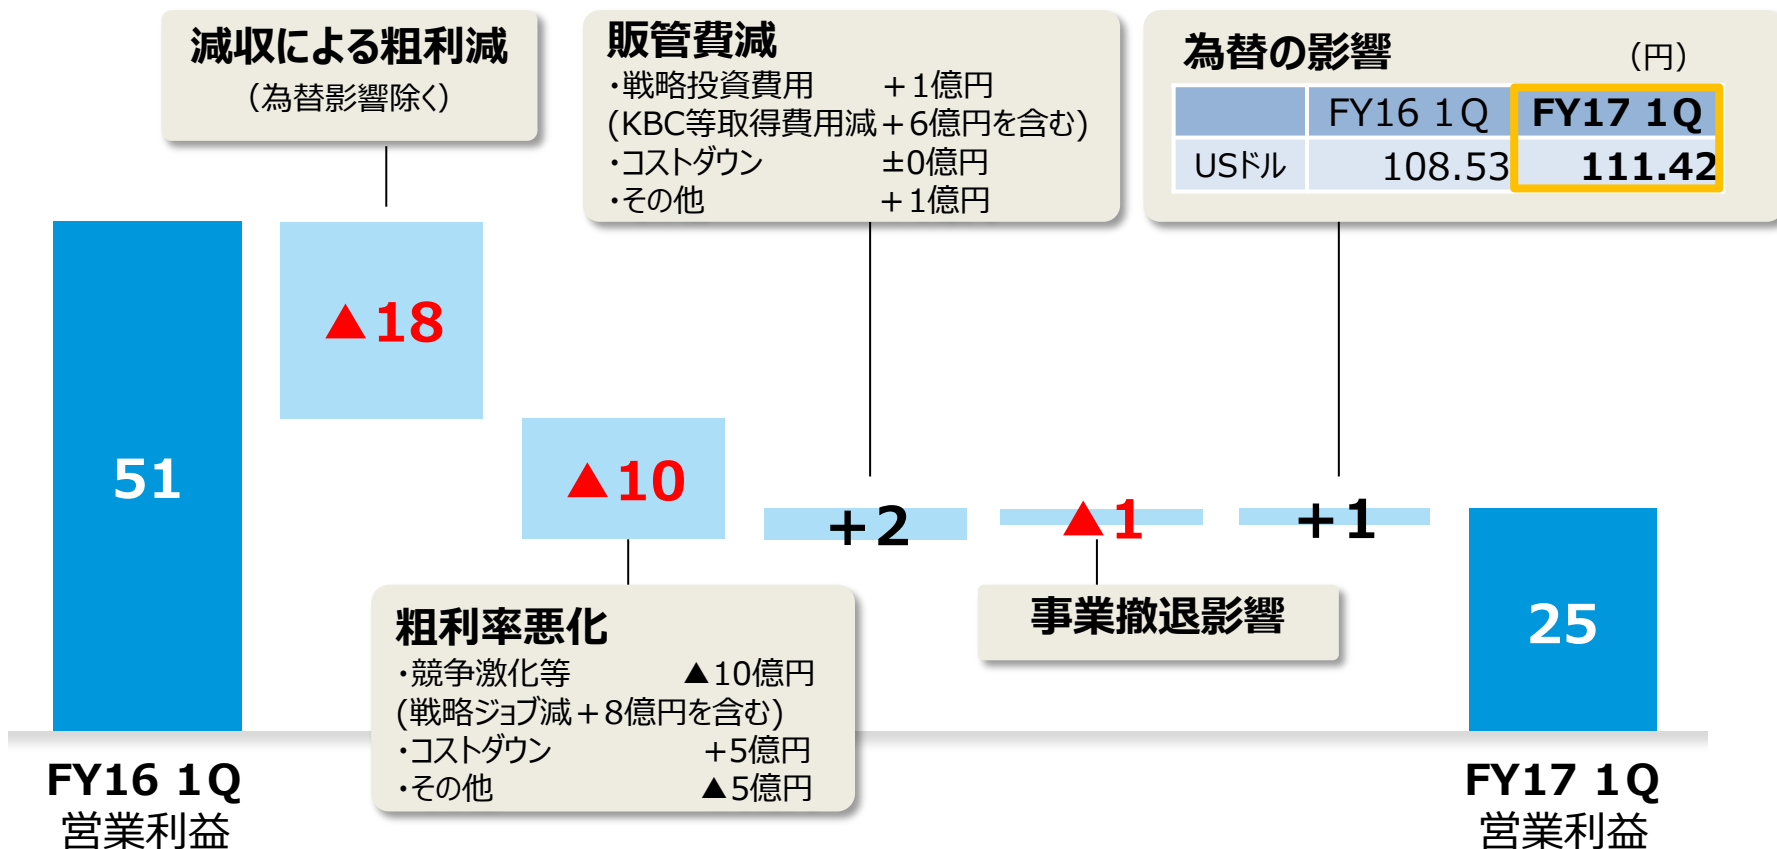 減収による粗利減
（為替影響除く）
販管費減
・戦略投資費用 ＋1億円
(KBC等取得費用減＋6億円を含む)
・コストダウン ±0億円
・その他 ＋1億円
為替の影響 （円）
FY16 1Q FY17 1Q
USドル 108.53 111.42
51
▲18
▲10
＋2
▲1
＋1
25
粗利率悪化
・競争激化等 ▲10億円
(戦略ジョブ減＋8億円を含む)
・コストダウン +5億円
・その他 ▲5億円
事業撤退影響
FY16 1Q
営業利益
FY17 1Q
営業利益